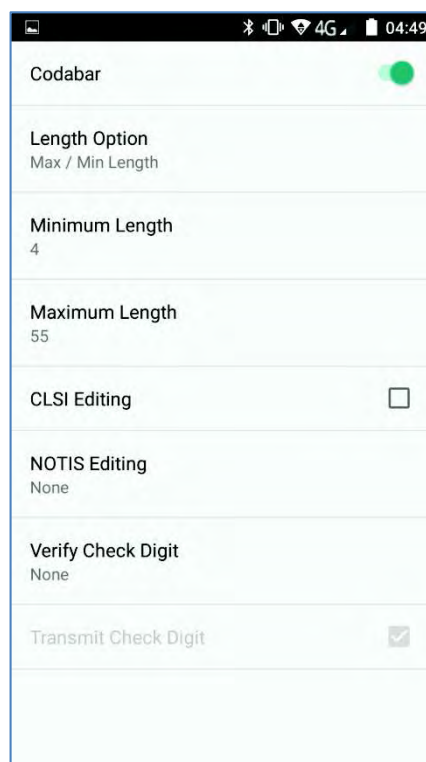 4G 04:49
Codabar
Length Option
Max / Min Length
Minimum Length
4
Maximum Length
55
CLSI Editing
NOTIS Editing
None
Verify Check Digit
None
Transmit Check Digit